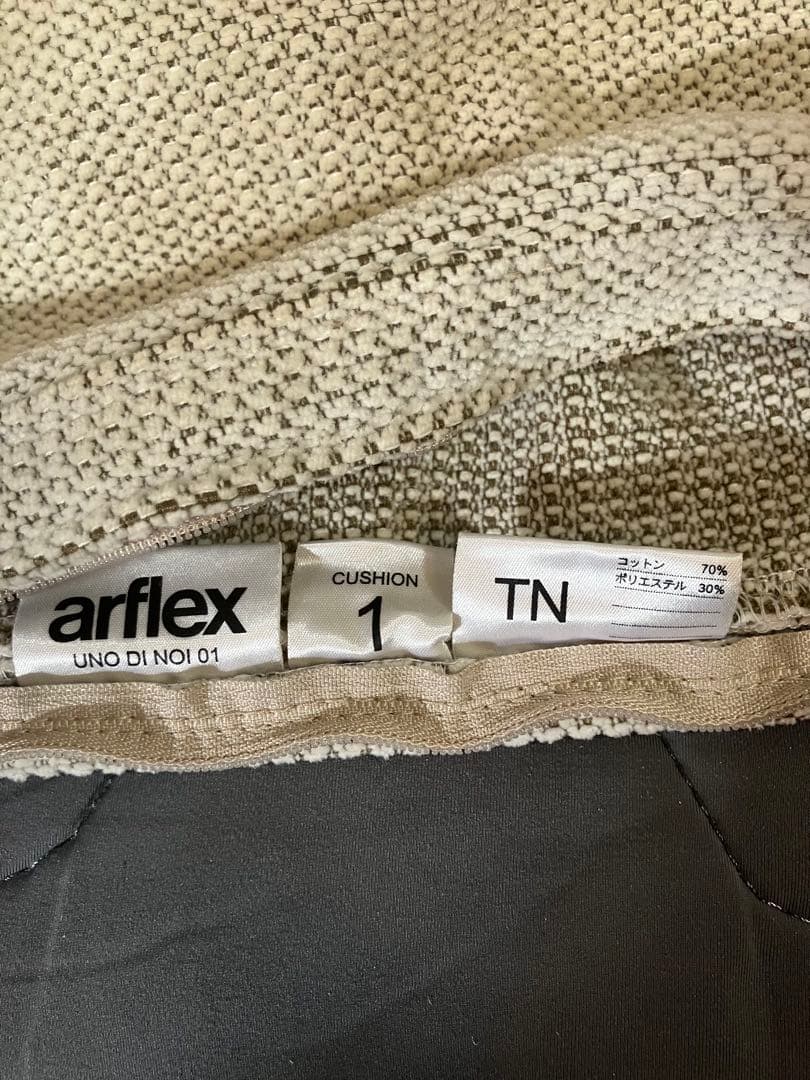 arflex
UNO DI NOI 01
CUSHION
1
TN
コットン 70%
ポリエステル 30%